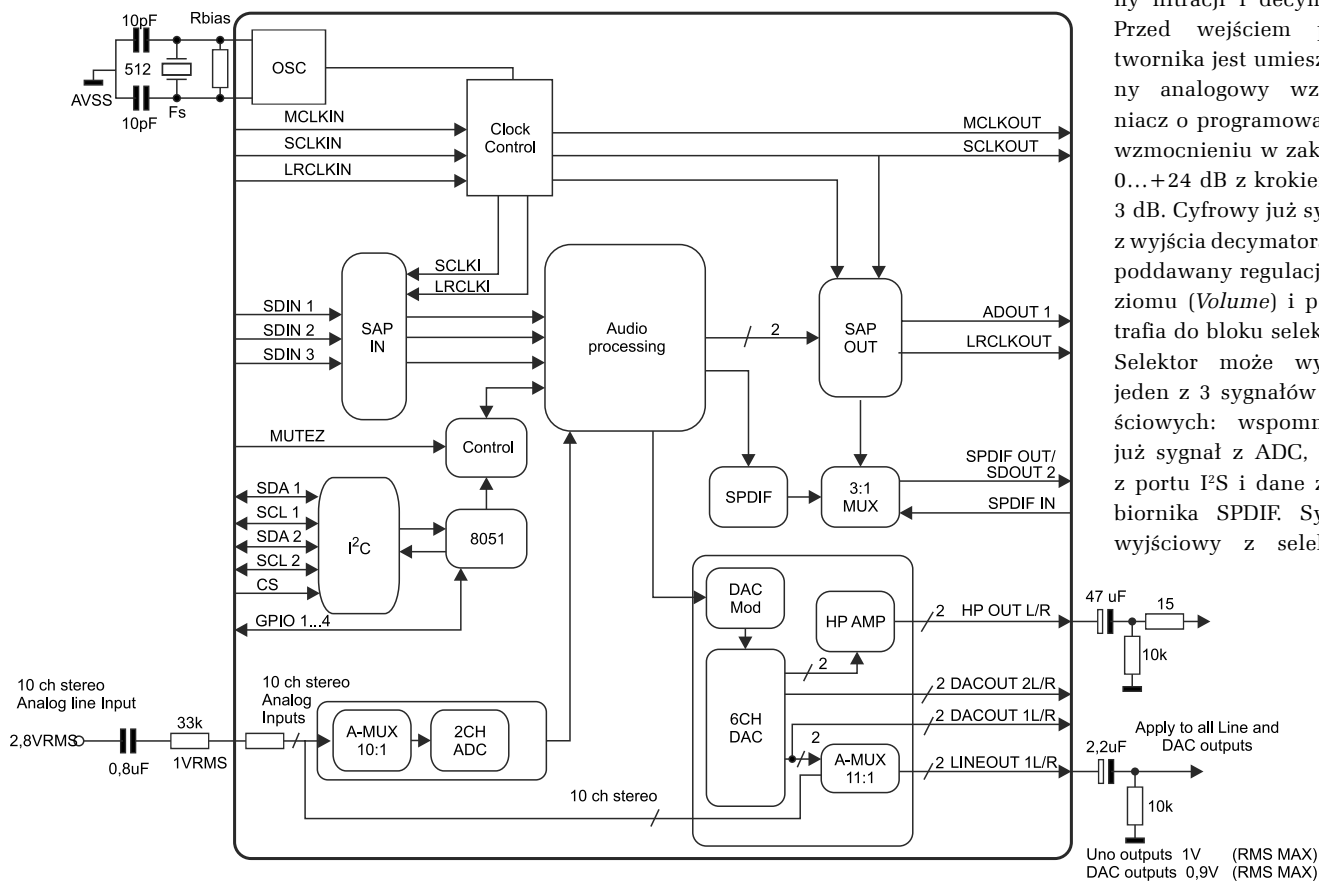 10pF
Rbias
512
OSC
AVSS
10pF
Fs
MCLKIN
SCLKIN
LRCLKIN
Clock
Control
MCLKOUT
SCLKOUT
SCLKI
LRCLKI
SDIN 1
SDIN 2
SDIN 3
SAP
IN
Audio
processing
2
SAP
OUT
ADOUT 1
LRCLKOUT
MUTEZ
Control
SPDIF
3:1
MUX
SPDIF OUT/
SDOUT 2
SPDIF IN
SDA 1
SCL 1
SDA 2
SCL 2
CS
I²C
8051
GPIO 1...4
DAC
Mod
HP AMP
2 HP OUT L/R
47 uF
15
10k
2
6CH
DAC
2 DACOUT 2L/R
2 DACOUT 1L/R
2
A-MUX
11:1
2 LINEOUT 1L/R
2,2uF
Apply to all Line and
DAC outputs
10k
Uno outputs 1V (RMS MAX)
DAC outputs 0,9V (RMS MAX)
10 ch stereo
Analog line Input
2,8VRMS
0,8uF
33k
1VRMS
10 ch stereo
Analog
Inputs
A-MUX
10:1
2CH
ADC
10 ch stereo
Przed wejściem
twornika jest umiesz
ny analogowy wz
niacz o programowa
wzmocnieniu w zak
0…+24 dB z krokie
3 dB. Cyfrowy już sy
z wyjścia decymatora
poddawany regulacj
ziomu (Volume) i p
trafia do bloku selek
Selektor może wy
jeden z 3 sygnałów
ściowych: wspomn
już sygnał z ADC,
z portu I²S i dane z
biornika SPDIF. Sy
wyjściowy z selek